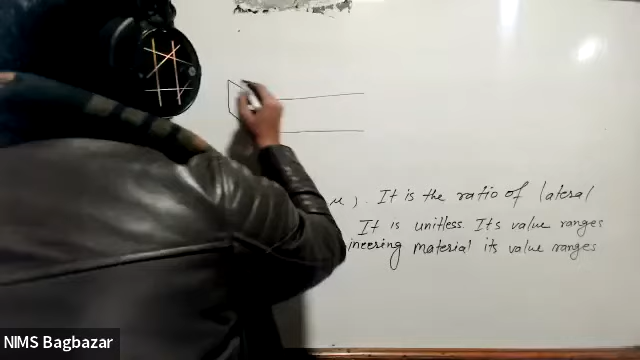 μ). It is the ratio of lateral
It is unitless. Its value ranges
ineering material its value ranges
NIMS Bagbazar